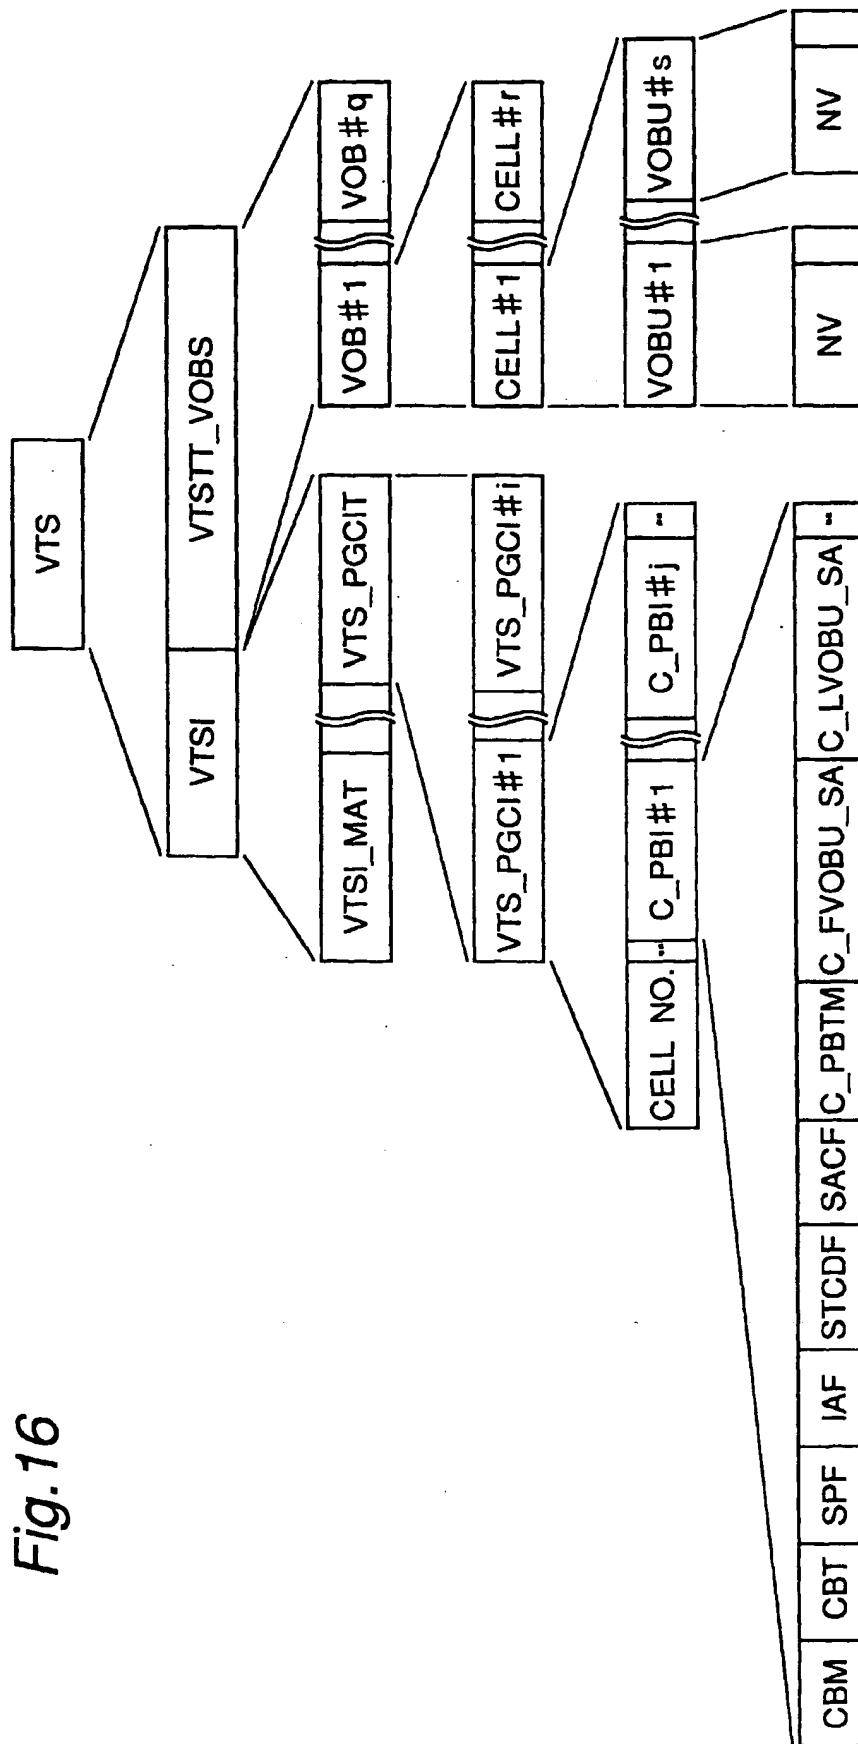 Fig.16
VTS
VTSI VTSTT_VOBS
VTSI_MAT VTS_PGCIT VOB#1 VOB#q
VTS_PGCI#1 VTS_PGCI#i CELL#1 CELL#r
CELL NO. -- C_PBI#1 C_PBI#j -- VOBU#1 VOBU#s
CBM CBT SPF IAF STCDF SACF C_PBTM C_FVOBU_SA C_LVOBU_SA -- NV NV